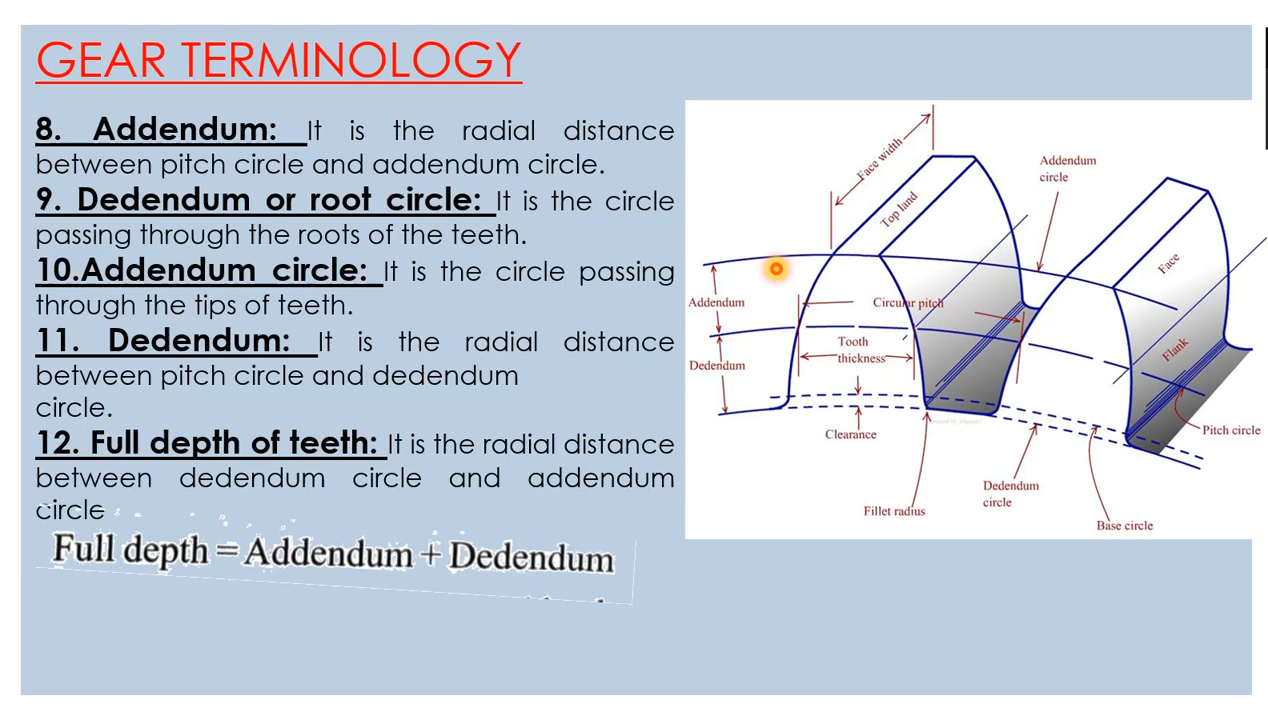 GEAR TERMINOLOGY
8. Addendum: It is the radial distance
between pitch circle and addendum circle.
9. Dedendum or root circle: It is the circle
passing through the roots of the teeth.
10.Addendum circle: It is the circle passing
through the tips of teeth.
11. Dedendum: It is the radial distance
between pitch circle and dedendum
circle.
12. Full depth of teeth: It is the radial distance
between dedendum circle and addendum
circle
Full depth = Addendum + Dedendum
Face width
Top land
Addendum
circle
Face
Addendum
Circular pitch
Tooth
thickness
Flank
Dedendum
Clearance
Pitch circle
Dedendum
circle
Fillet radius
Base circle